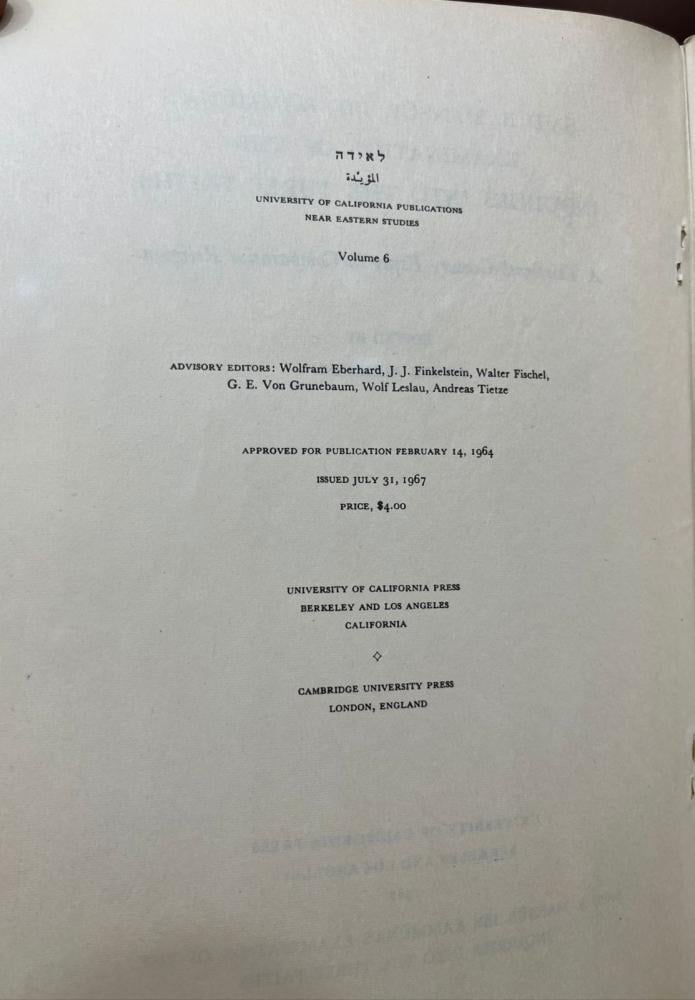 לאידה
المؤيّدة
UNIVERSITY OF CALIFORNIA PUBLICATIONS
NEAR EASTERN STUDIES
Volume 6
ADVISORY EDITORS: Wolfram Eberhard, J. J. Finkelstein, Walter Fischel,
G. E. Von Grunebaum, Wolf Leslau, Andreas Tietze
APPROVED FOR PUBLICATION FEBRUARY 14, 1964
ISSUED JULY 31, 1967
PRICE, $4.00
UNIVERSITY OF CALIFORNIA PRESS
BERKELEY AND LOS ANGELES
CALIFORNIA
◇
CAMBRIDGE UNIVERSITY PRESS
LONDON, ENGLAND